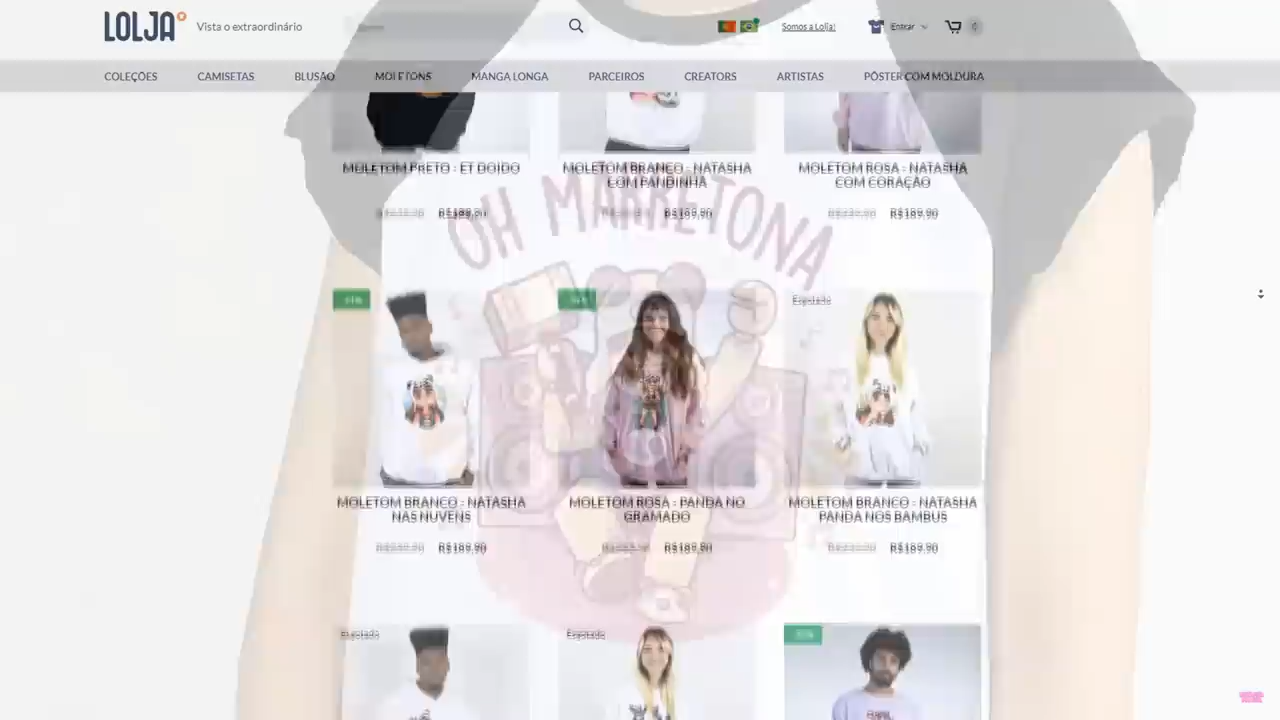 LOLJA
Vista o extraordinário
Somos a Lolja!
Entrar
0
COLEÇÕES
CAMISETAS
BLUSÃO
MOLETONS
MANGA LONGA
PARCEIROS
CREATORS
ARTISTAS
PÔSTER COM MOLDURA
MOLETOM PRETO - ET DOIDO
MOLETOM BRANCO - NATASHA
COM PANDINHA
MOLETOM ROSA - NATASHA
COM CORAÇÃO
R$189,90
R$189,90
R$189,90
OH MARRETONA
Esgotado
MOLETOM BRANCO - NATASHA
NAS NUVENS
MOLETOM ROSA - PANDA NO
GRAMADO
MOLETOM BRANCO - NATASHA
PANDA NOS BAMBUS
R$189,90
R$189,90
R$189,90
Esgotado
Esgotado